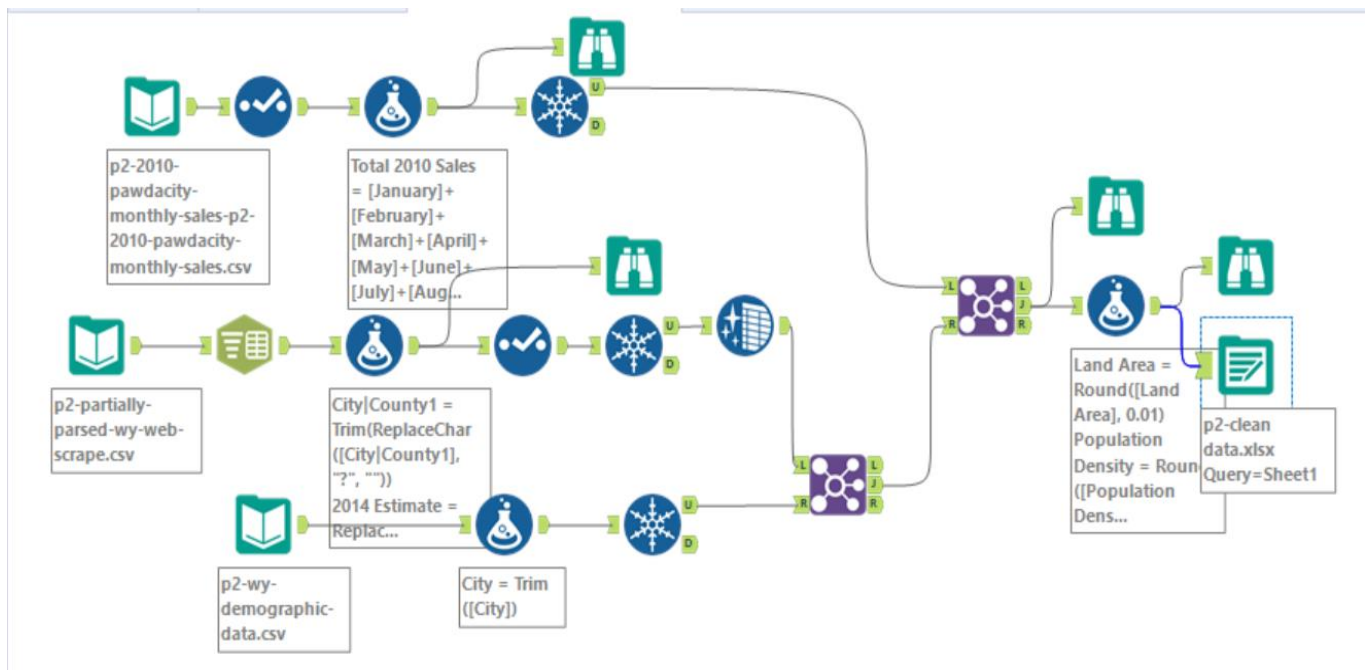 U
D
p2-2010-
pawdacity-
monthly-sales-p2-
2010-pawdacity-
monthly-sales.csv
Total 2010 Sales
= [January]+
[February]+
[March]+[April]+
[May]+[June]+
[July]+[Aug...
L
R
L
J
R
U
D
p2-partially-
parsed-wy-web-
scrape.csv
City|County1 =
Trim(ReplaceChar
([City|County1],
"?", ""))
2014 Estimate =
Replac...
Land Area =
Round([Land
Area], 0.01)
Population
Density = Roun
([Population
Dens...
p2-clean
data.xlsx
Query=Sheet1
L
R
L
J
R
U
D
p2-wy-
demographic-
data.csv
City = Trim
([City])